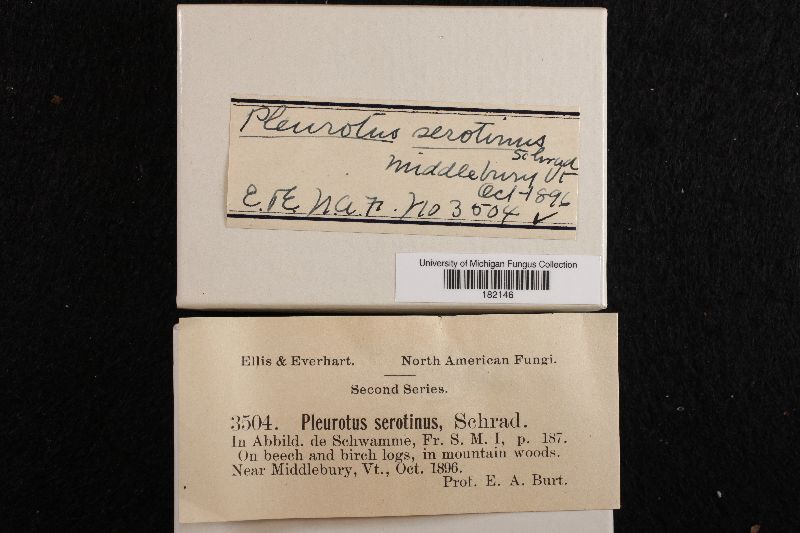 Pleurotus serotinus
Schrad
Middlebury Vt
Oct-1896
E. & E. N. A. F. No 3504 ✓
University of Michigan Fungus Collection
182146
Ellis & Everhart. North American Fungi.
Second Series.
3504. Pleurotus serotinus, Schrad.
In Abbild. de Schwamme, Fr. S. M. I, p. 187.
On beech and birch logs, in mountain woods.
Near Middlebury, Vt., Oct. 1896.
Prof. E. A. Burt.